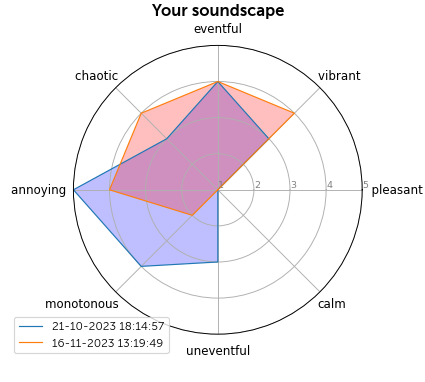 Your soundscape
eventful
chaotic
vibrant
annoying
1
2
3
4
5
pleasant
monotonous
calm
uneventful
21-10-2023 18:14:57
16-11-2023 13:19:49